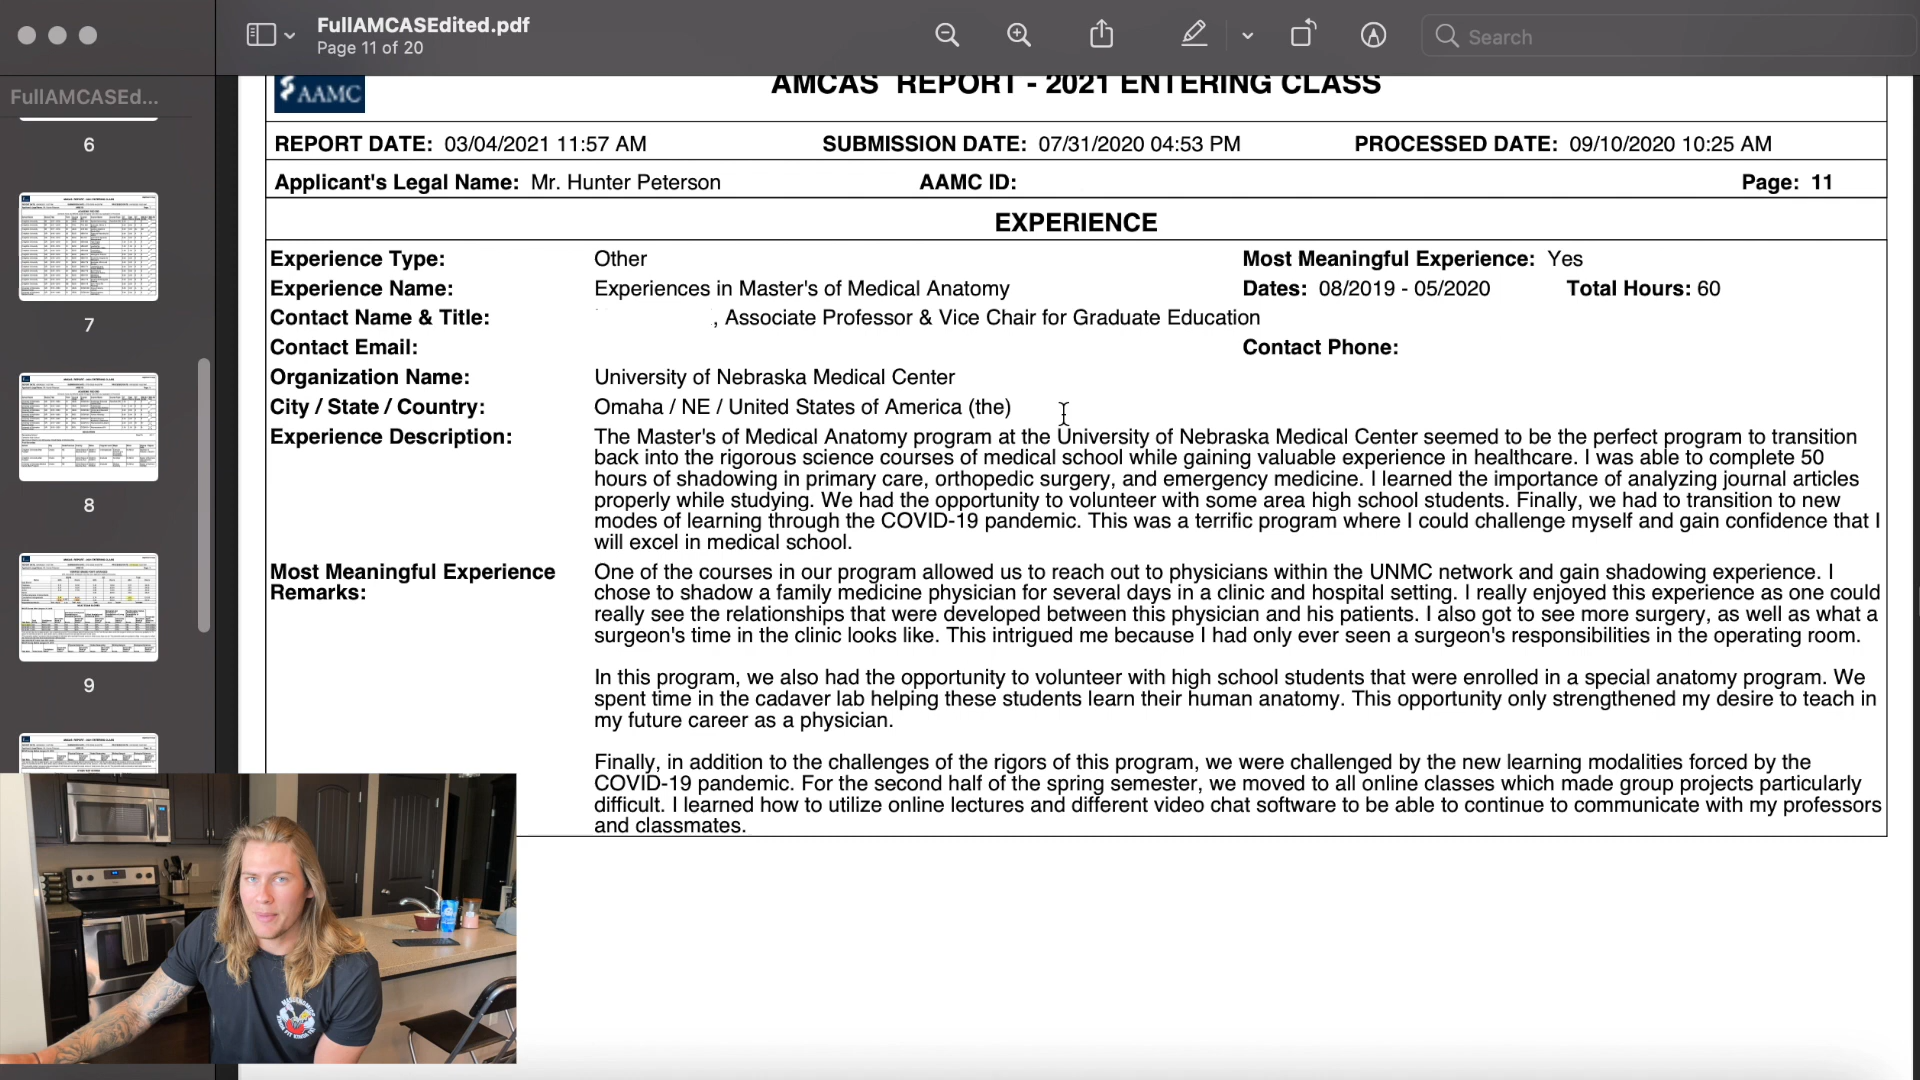 FullAMCASEdited.pdf
Page 11 of 20
Search
FullAMCASEd...
6
7
8
9
AAMC
AMCAS REPORT - 2021 ENTERING CLASS
REPORT DATE: 03/04/2021 11:57 AM SUBMISSION DATE: 07/31/2020 04:53 PM PROCESSED DATE: 09/10/2020 10:25 AM
Applicant's Legal Name: Mr. Hunter Peterson AAMC ID: Page: 11
EXPERIENCE
Experience Type: Other Most Meaningful Experience: Yes
Experience Name: Experiences in Master's of Medical Anatomy Dates: 08/2019 - 05/2020 Total Hours: 60
Contact Name & Title: , Associate Professor & Vice Chair for Graduate Education
Contact Email: Contact Phone:
Organization Name: University of Nebraska Medical Center
City / State / Country: Omaha / NE / United States of America (the)
Experience Description: The Master's of Medical Anatomy program at the University of Nebraska Medical Center seemed to be the perfect program to transition
back into the rigorous science courses of medical school while gaining valuable experience in healthcare. I was able to complete 50
hours of shadowing in primary care, orthopedic surgery, and emergency medicine. I learned the importance of analyzing journal articles
properly while studying. We had the opportunity to volunteer with some area high school students. Finally, we had to transition to new
modes of learning through the COVID-19 pandemic. This was a terrific program where I could challenge myself and gain confidence that I
will excel in medical school.
Most Meaningful Experience One of the courses in our program allowed us to reach out to physicians within the UNMC network and gain shadowing experience. I
Remarks: chose to shadow a family medicine physician for several days in a clinic and hospital setting. I really enjoyed this experience as one could
really see the relationships that were developed between this physician and his patients. I also got to see more surgery, as well as what a
surgeon's time in the clinic looks like. This intrigued me because I had only ever seen a surgeon's responsibilities in the operating room.
In this program, we also had the opportunity to volunteer with high school students that were enrolled in a special anatomy program. We
spent time in the cadaver lab helping these students learn their human anatomy. This opportunity only strengthened my desire to teach in
my future career as a physician.
Finally, in addition to the challenges of the rigors of this program, we were challenged by the new learning modalities forced by the
COVID-19 pandemic. For the second half of the spring semester, we moved to all online classes which made group projects particularly
difficult. I learned how to utilize online lectures and different video chat software to be able to continue to communicate with my professors
and classmates.